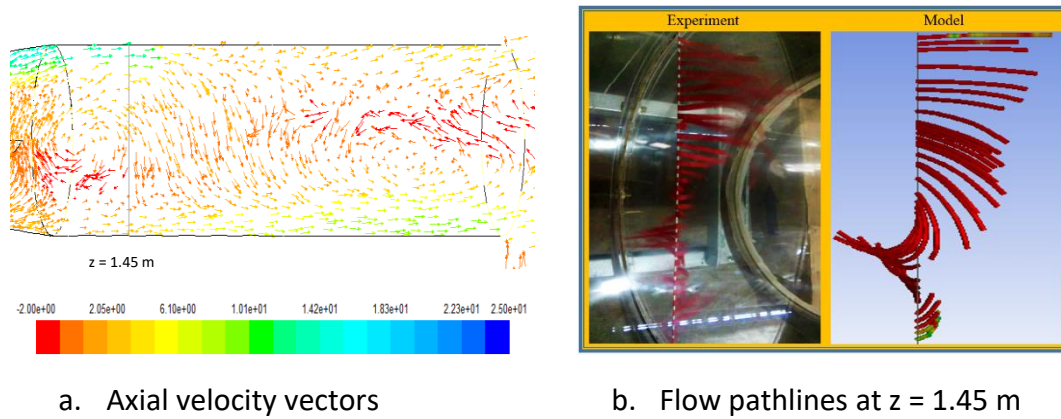 z = 1.45 m
-2.00e+00 2.05e+00 6.10e+00 1.01e+01 1.42e+01 1.83e+01 2.23e+01 2.50e+01
a. Axial velocity vectors
Experiment Model
b. Flow pathlines at z = 1.45 m